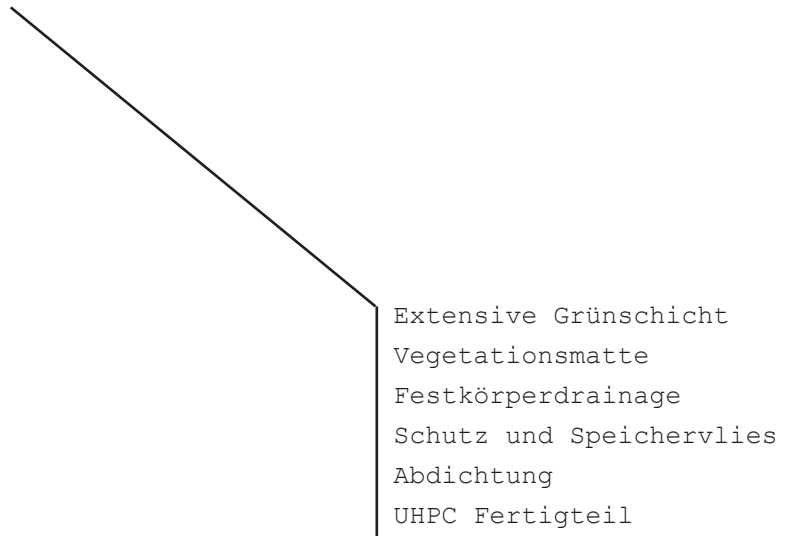 Extensive Grünschicht
Vegetationsmatte
Festkörperdrainage
Schutz und Speichervlies
Abdichtung
UHPC Fertigteil